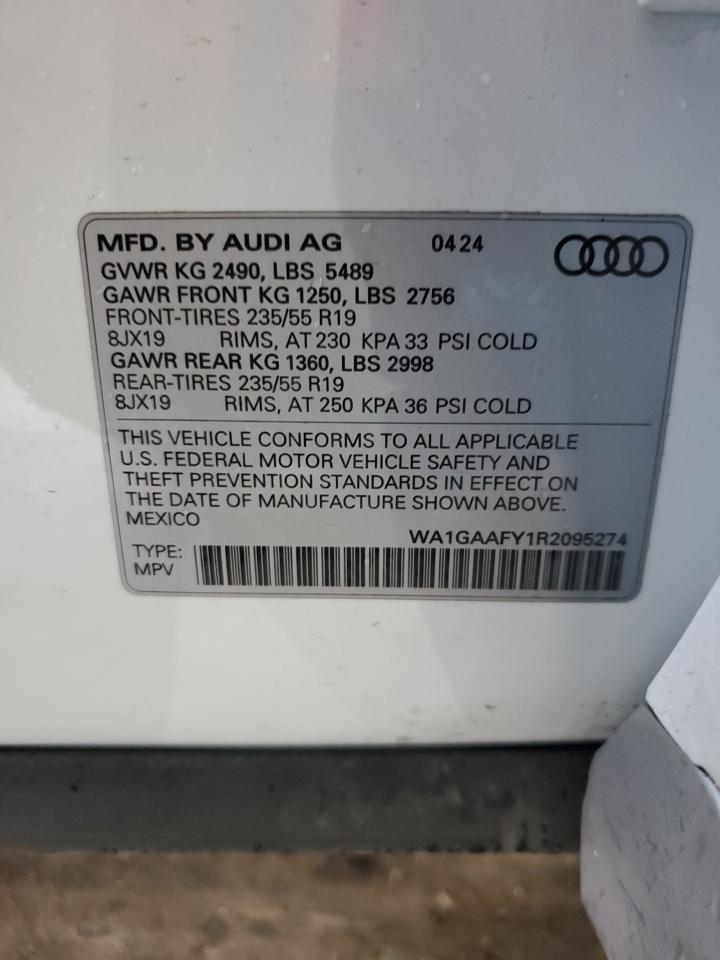 MFD. BY AUDI AG 0424
GVWR KG 2490, LBS 5489
GAWR FRONT KG 1250, LBS 2756
FRONT-TIRES 235/55 R19
8JX19 RIMS, AT 230 KPA 33 PSI COLD
GAWR REAR KG 1360, LBS 2998
REAR-TIRES 235/55 R19
8JX19 RIMS, AT 250 KPA 36 PSI COLD
THIS VEHICLE CONFORMS TO ALL APPLICABLE
U.S. FEDERAL MOTOR VEHICLE SAFETY AND
THEFT PREVENTION STANDARDS IN EFFECT ON
THE DATE OF MANUFACTURE SHOWN ABOVE.
MEXICO
WA1GAAFY1R2095274
TYPE:
MPV